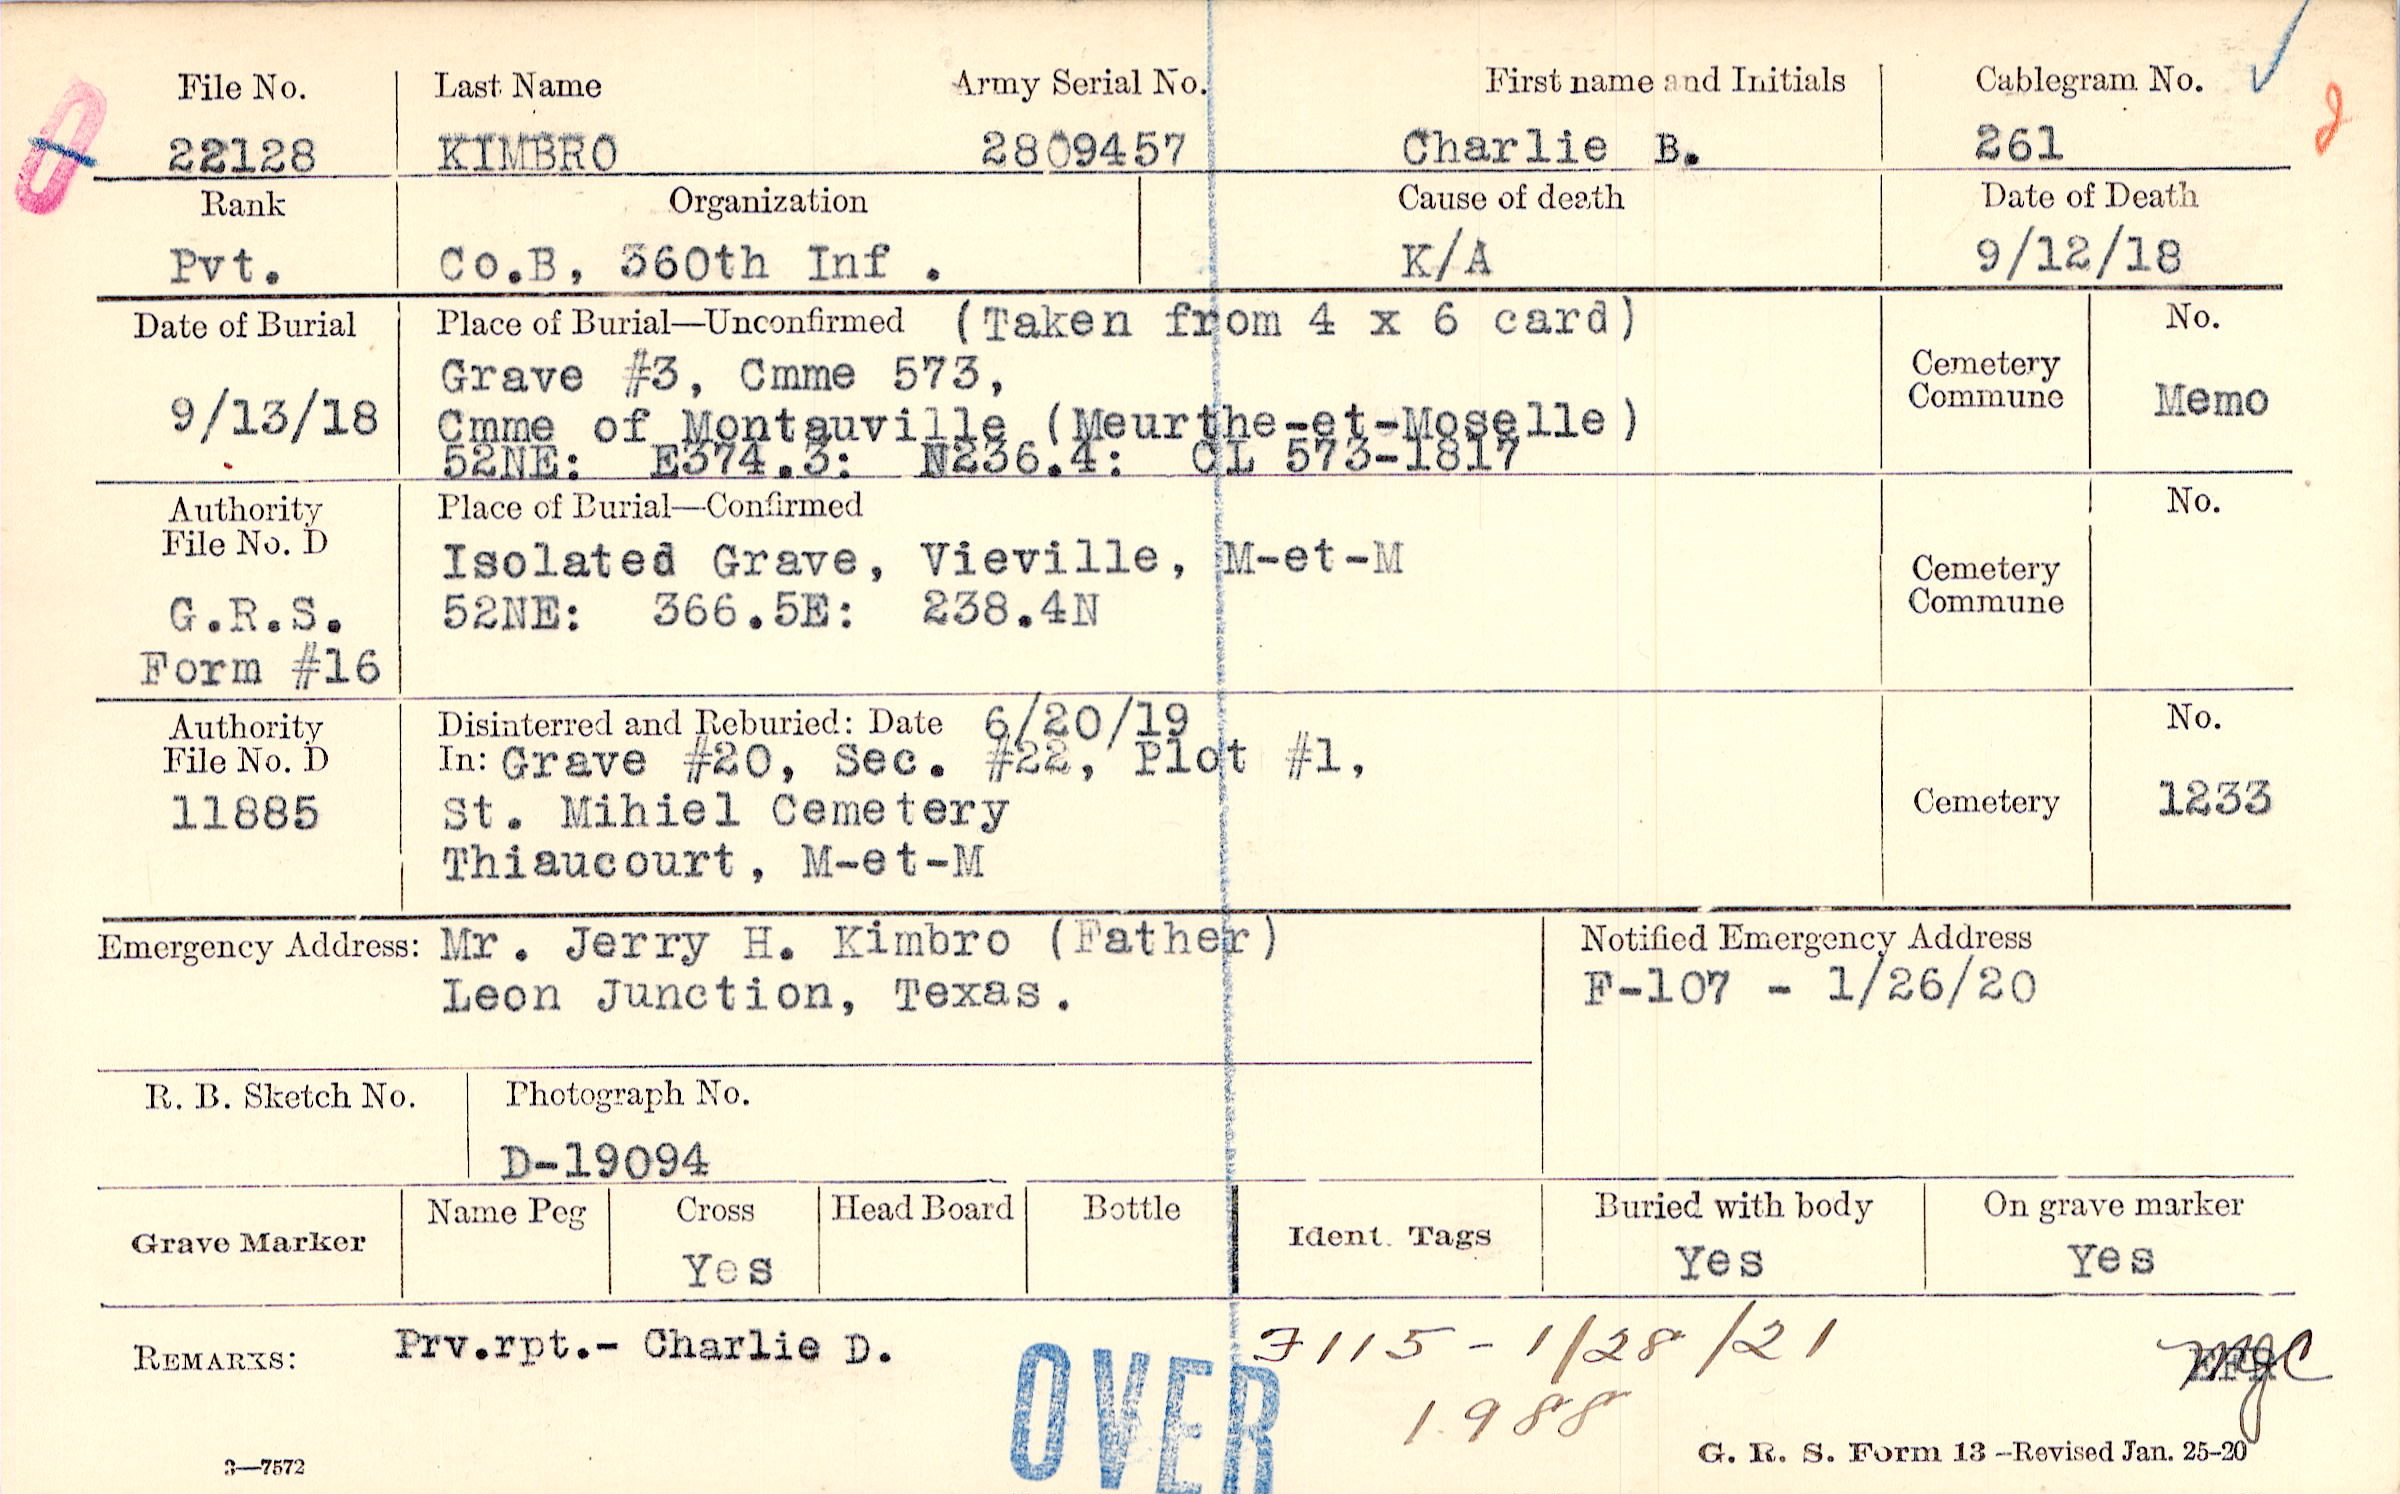 File No. Last Name Army Serial No. First name and Initials Cablegram No.
22128 KIMBRO 2809457 Charlie B. 261
Rank Organization Cause of death Date of Death
Pvt. Co.B, 360th Inf . K/A 9/12/18
Date of Burial Place of Burial—Unconfirmed (Taken from 4 x 6 card) No.
Grave #3, Cmme 573, Cemetery
9/13/18 Cmme of Montauville (Meurthe-et-Moselle) Commune Memo
52NE: E374.3: N236.4: CL 573-1817
Authority Place of Burial—Confirmed No.
File No. D Isolated Grave, Vieville, M-et-M Cemetery
G.R.S. 52NE: 366.5E: 238.4N Commune
Form #16
Authority Disinterred and Reburied: Date 6/20/19 No.
File No. D In: Grave #20, Sec. #22, Plot #1,
11885 St. Mihiel Cemetery Cemetery 1233
Thiaucourt, M-et-M
Emergency Address: Mr. Jerry H. Kimbro (Father) Notified Emergency Address
Leon Junction, Texas. F-107 - 1/26/20
R. B. Sketch No. Photograph No.
D-19094
Grave Marker Name Peg Cross Head Board Bottle Ident. Tags Buried with body On grave marker
Yes Yes Yes
REMARKS: Prv.rpt.- Charlie D. 7115 - 1/28/21
OVER 1988
3—7572 G. R. S. Form 13 —Revised Jan. 25-20